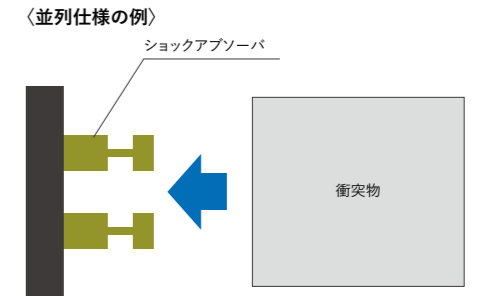 〈並列仕様の例〉
ショックアブソーバ
衝突物